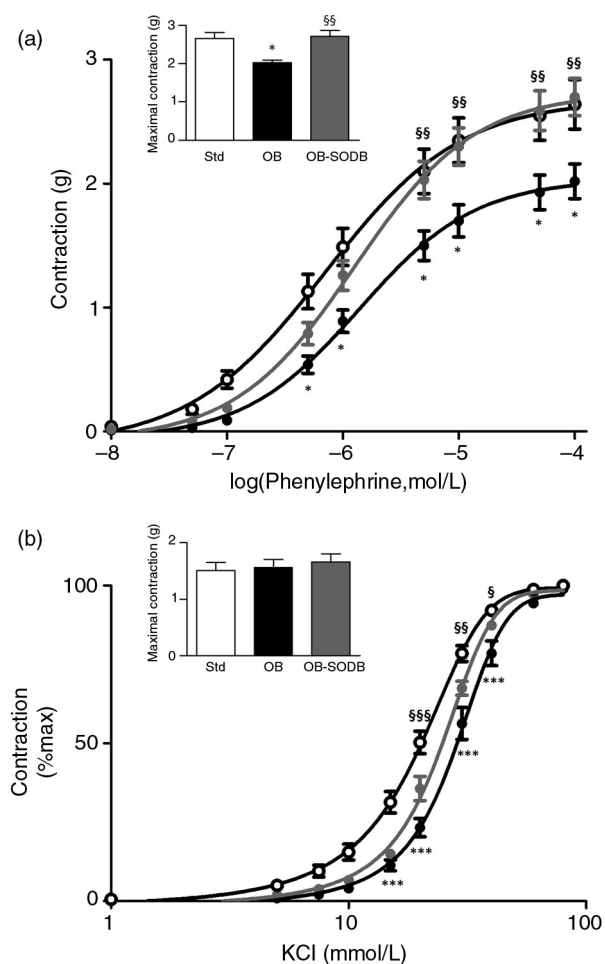 (a)
Maximal contraction (g)
3
2
1
0
*
§§
Std
OB
OB-SODB
Contraction (g)
3
2
1
0
§§
§§
§§
§§
*
*
*
*
*
*
–8
–7
–6
–5
–4
log(Phenylephrine,mol/L)
(b)
Maximal contraction (g)
2
1
0
Std
OB
OB-SODB
Contraction
(%max)
100
50
0
§§§
§§
§
***
***
***
***
1
10
100
KCl (mmol/L)